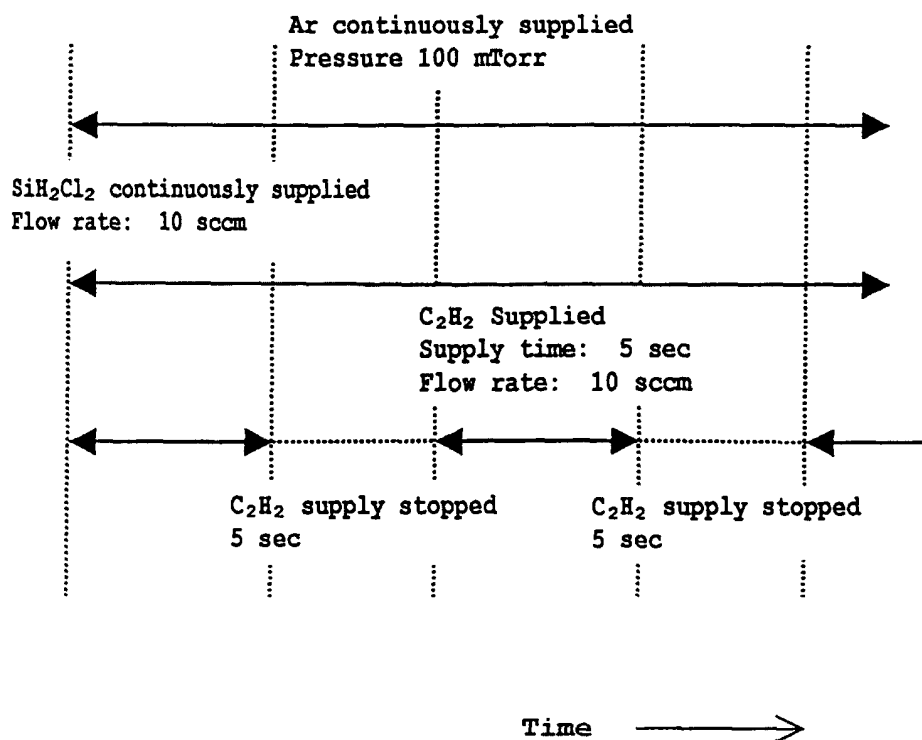 Ar continuously supplied
Pressure 100 mTorr
SiH₂Cl₂ continuously supplied
Flow rate: 10 sccm
C₂H₂ Supplied
Supply time: 5 sec
Flow rate: 10 sccm
C₂H₂ supply stopped
5 sec
C₂H₂ supply stopped
5 sec
Time